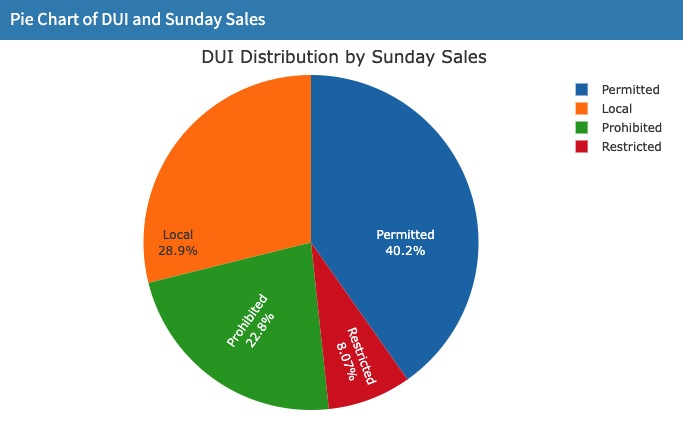 Pie Chart of DUI and Sunday Sales
DUI Distribution by Sunday Sales
Permitted
Local
Prohibited
Restricted
Permitted
40.2%
Local
28.9%
Prohibited
22.8%
Restricted
8.07%